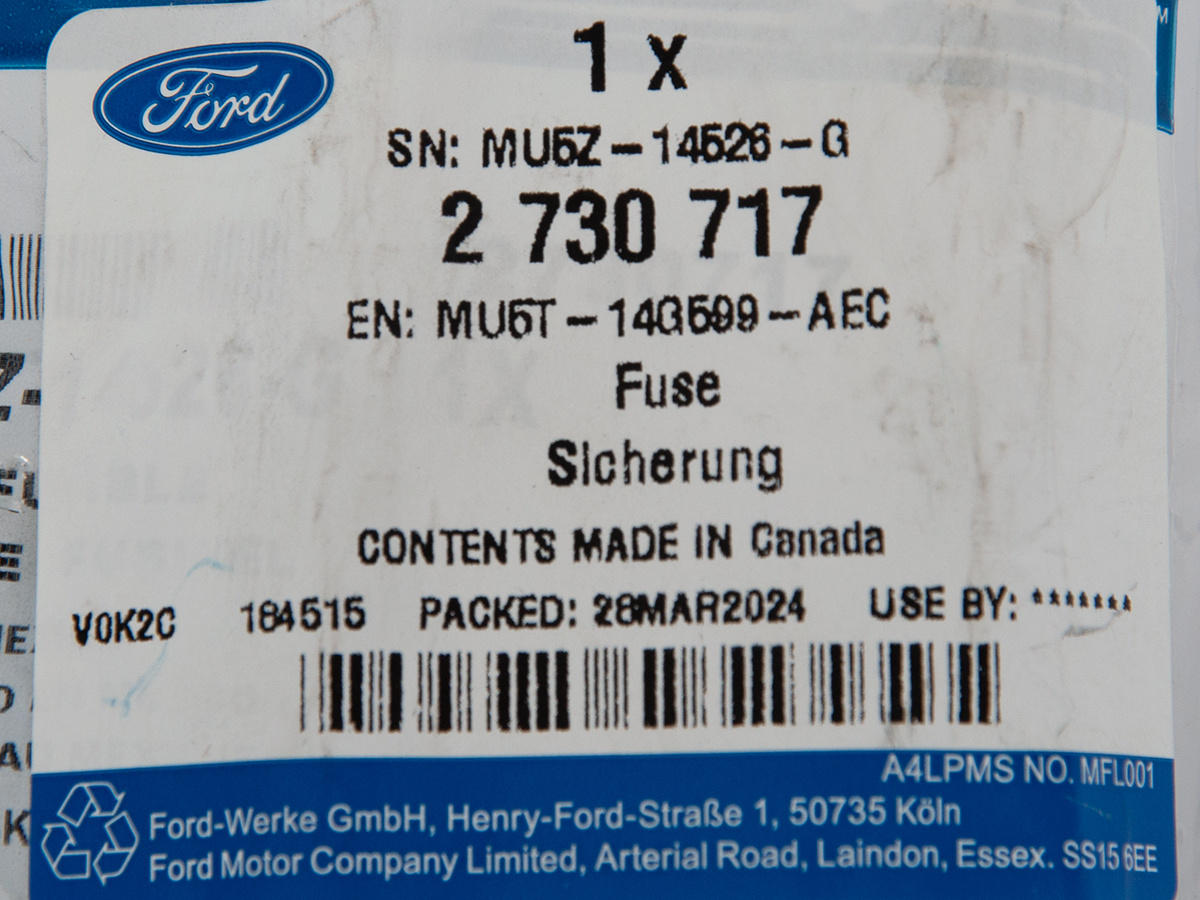 Ford
1 x
SN: MU5Z-14526-G
2 730 717
EN: MU5T-14G599-AEC
Fuse
Sicherung
CONTENTS MADE IN Canada
V0K2C 184515 PACKED: 28MAR2024 USE BY: *******
A4LPMS NO. MFL001
Ford-Werke GmbH, Henry-Ford-Straße 1, 50735 Köln
Ford Motor Company Limited, Arterial Road, Laindon, Essex. SS15 6EE